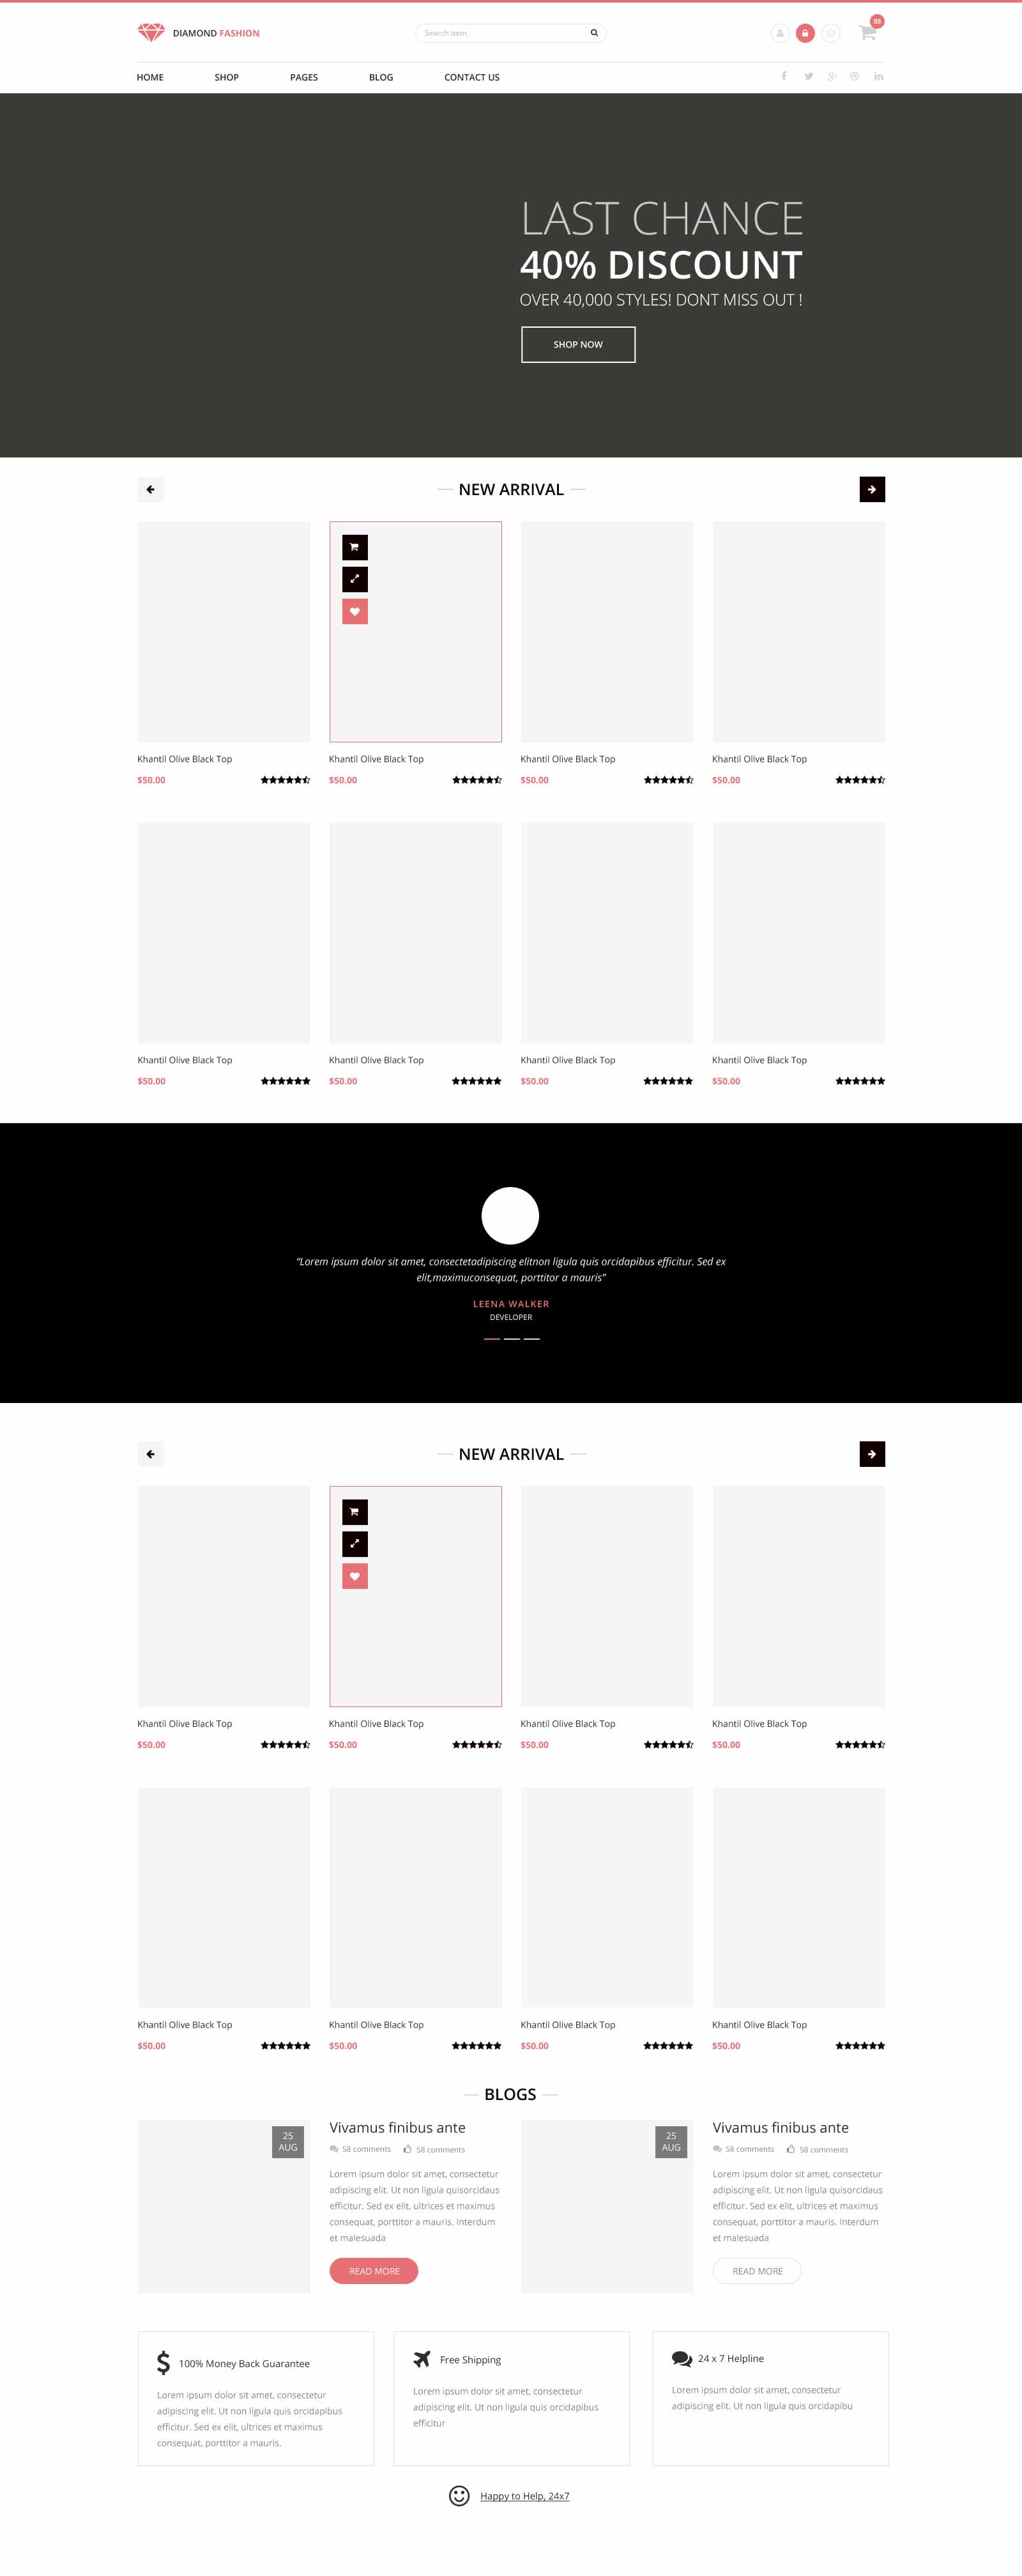 DIAMOND FASHION
Search item
05
HOME SHOP PAGES BLOG CONTACT US
LAST CHANCE
40% DISCOUNT
OVER 40,000 STYLES! DONT MISS OUT !
SHOP NOW
NEW ARRIVAL
Khantil Olive Black Top Khantil Olive Black Top Khantil Olive Black Top Khantil Olive Black Top
$50.00 $50.00 $50.00 $50.00
Khantil Olive Black Top Khantil Olive Black Top Khantil Olive Black Top Khantil Olive Black Top
$50.00 $50.00 $50.00 $50.00
“Lorem ipsum dolor sit amet, consectetadipiscing elitnon ligula quis orcidapibus efficitur. Sed ex
elit,maximuconsequat, porttitor a mauris”
LEENA WALKER
DEVELOPER
NEW ARRIVAL
Khantil Olive Black Top Khantil Olive Black Top Khantil Olive Black Top Khantil Olive Black Top
$50.00 $50.00 $50.00 $50.00
Khantil Olive Black Top Khantil Olive Black Top Khantil Olive Black Top Khantil Olive Black Top
$50.00 $50.00 $50.00 $50.00
BLOGS
25
AUG
Vivamus finibus ante
58 comments 58 comments
Lorem ipsum dolor sit amet, consectetur
adipiscing elit. Ut non ligula quisorcidaus
efficitur. Sed ex elit, ultrices et maximus
consequat, porttitor a mauris. interdum
et malesuada
READ MORE
25
AUG
Vivamus finibus ante
58 comments 58 comments
Lorem ipsum dolor sit amet, consectetur
adipiscing elit. Ut non ligula quisorcidaus
efficitur. Sed ex elit, ultrices et maximus
consequat, porttitor a mauris. interdum
et malesuada
READ MORE
100% Money Back Guarantee
Lorem ipsum dolor sit amet, consectetur
adipiscing elit. Ut non ligula quis orcidapibus
efficitur. Sed ex elit, ultrices et maximus
consequat, porttitor a mauris.
Free Shipping
Lorem ipsum dolor sit amet, consectetur
adipiscing elit. Ut non ligula quis orcidapibus
efficitur
24 x 7 Helpline
Lorem ipsum dolor sit amet, consectetur
adipiscing elit. Ut non ligula quis orcidapibu
Happy to Help, 24x7